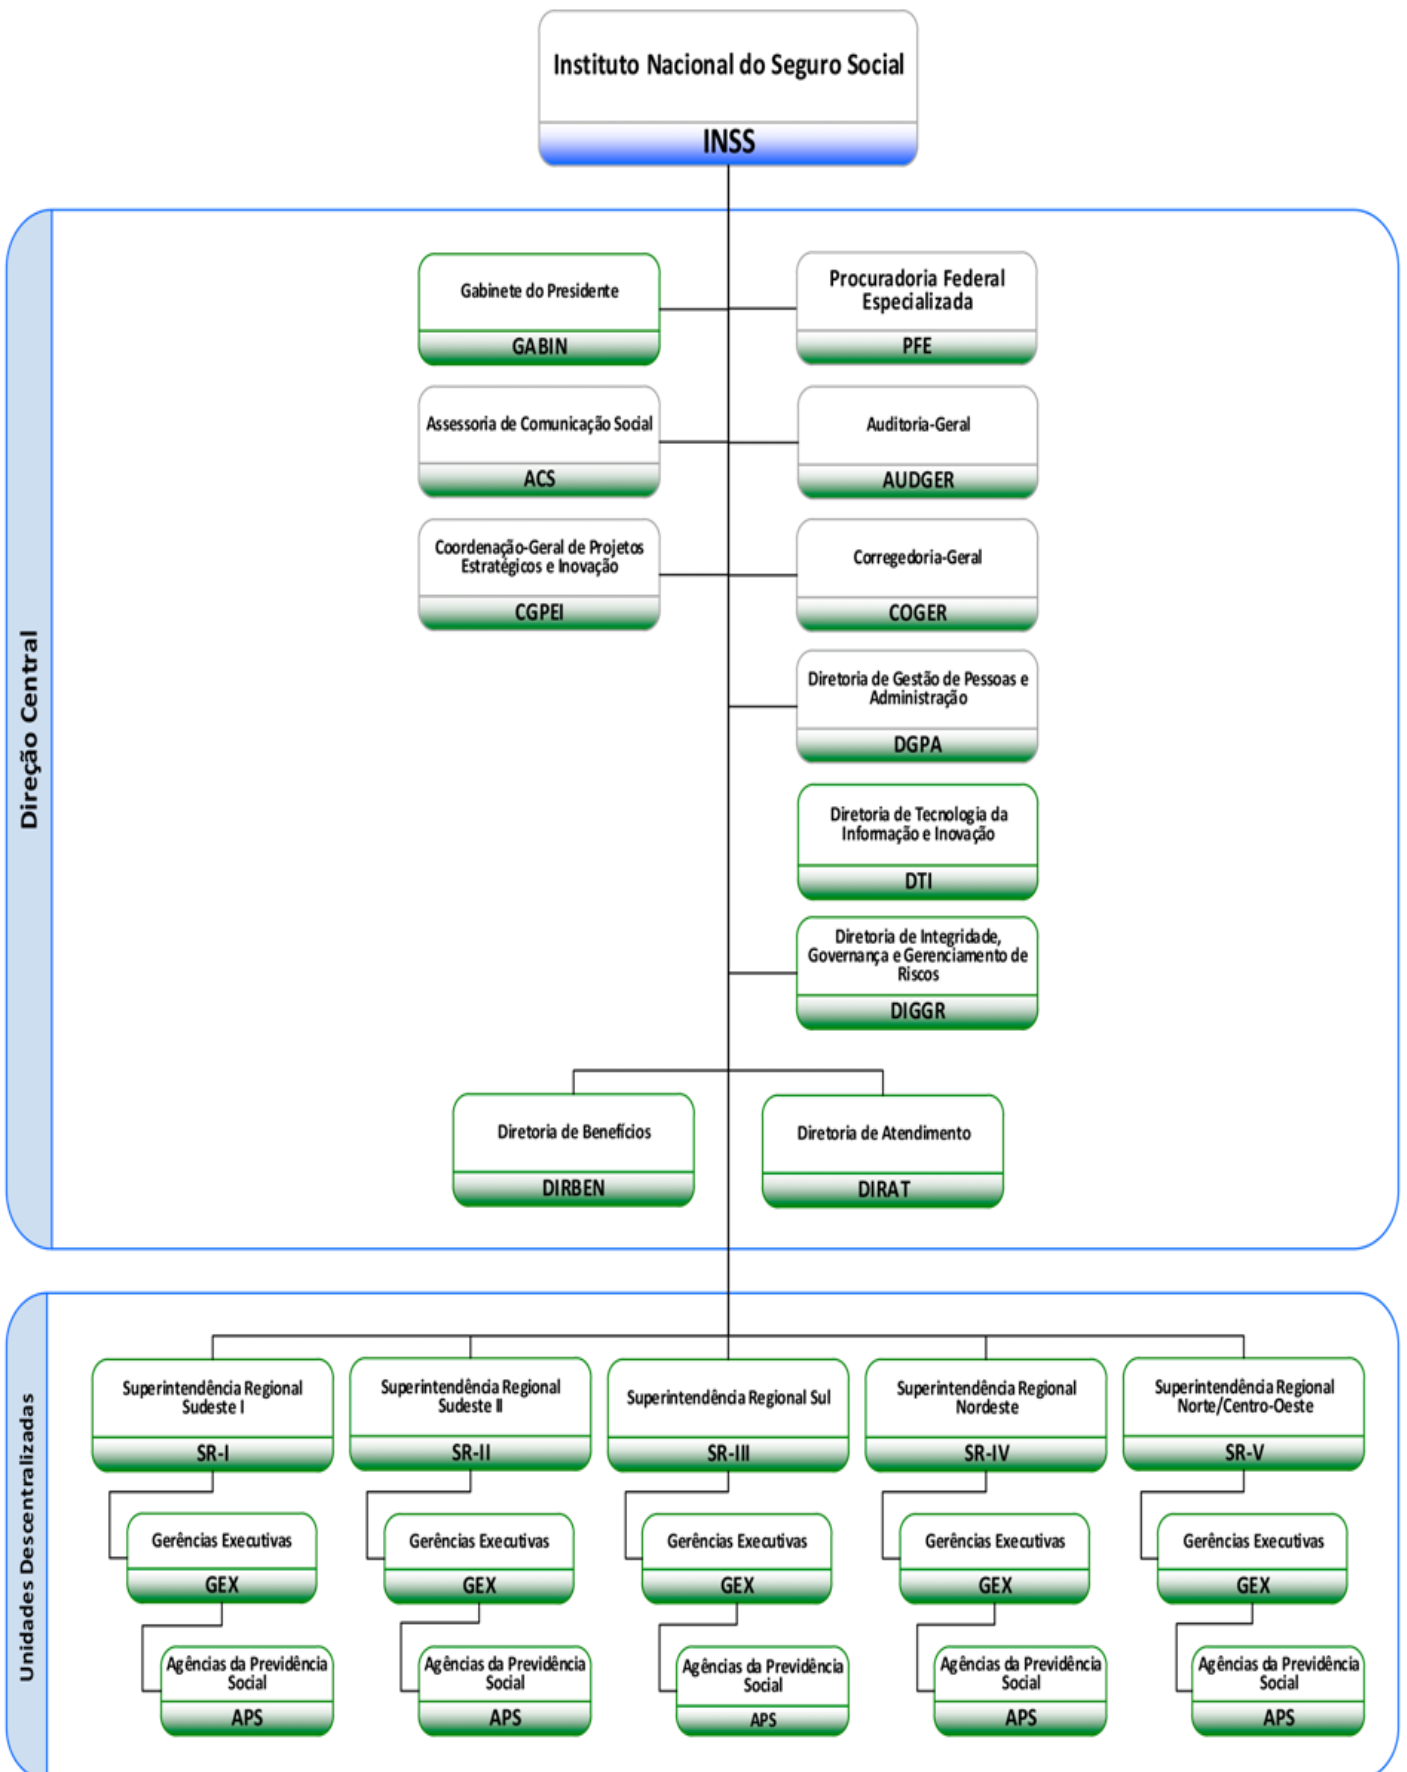 Instituto Nacional do Seguro Social
INSS
Direção Central
Gabinete do Presidente
GABIN
Procuradoria Federal
Especializada
PFE
Assessoria de Comunicação Social
ACS
Auditoria-Geral
AUDGER
Coordenação-Geral de Projetos
Estratégicos e Inovação
CGPEI
Corregedoria-Geral
COGER
Diretoria de Gestão de Pessoas e
Administração
DGPA
Diretoria de Tecnologia da
Informação e Inovação
DTI
Diretoria de Integridade,
Governança e Gerenciamento de
Riscos
DIGGR
Diretoria de Benefícios
DIRBEN
Diretoria de Atendimento
DIRAT
Unidades Descentralizadas
Superintendência Regional
Sudeste I
SR-I
Superintendência Regional
Sudeste II
SR-II
Superintendência Regional Sul
SR-III
Superintendência Regional
Nordeste
SR-IV
Superintendência Regional
Norte/Centro-Oeste
SR-V
Gerências Executivas
GEX
Gerências Executivas
GEX
Gerências Executivas
GEX
Gerências Executivas
GEX
Gerências Executivas
GEX
Agências da Previdência
Social
APS
Agências da Previdência
Social
APS
Agências da Previdência
Social
APS
Agências da Previdência
Social
APS
Agências da Previdência
Social
APS